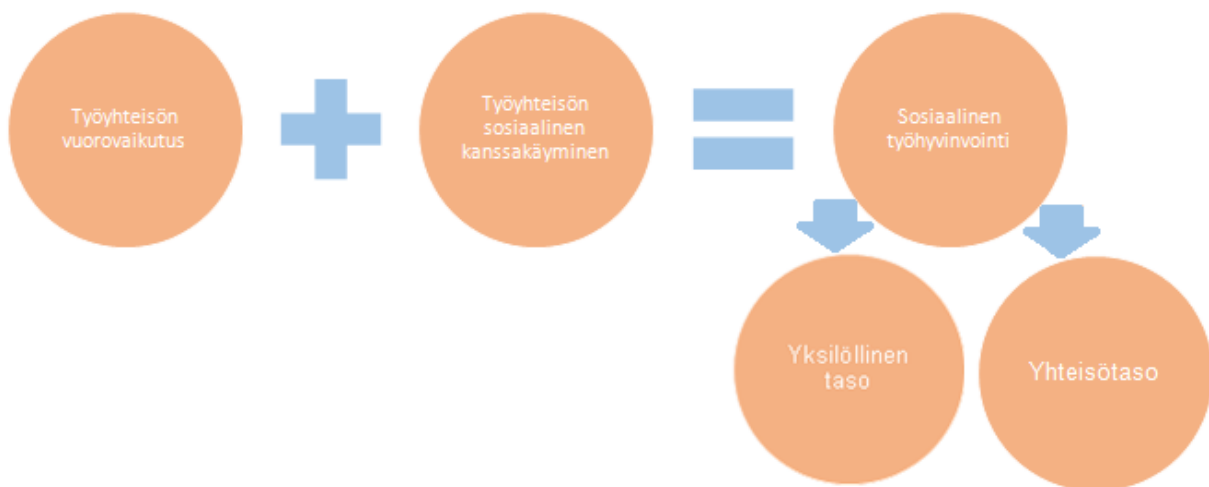 Työyhteisön
vuorovaikutus
Työyhteisön
sosiaalinen
kanssakäyminen
Sosiaalinen
työhyvinvointi
Yksilöllinen
taso
Yhteisötaso